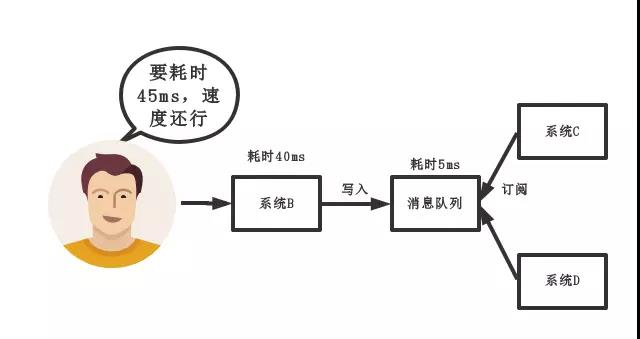 要耗时
45ms，速
度还行
耗时40ms
系统B
写入
耗时5ms
消息队列
订阅
系统C
系统D